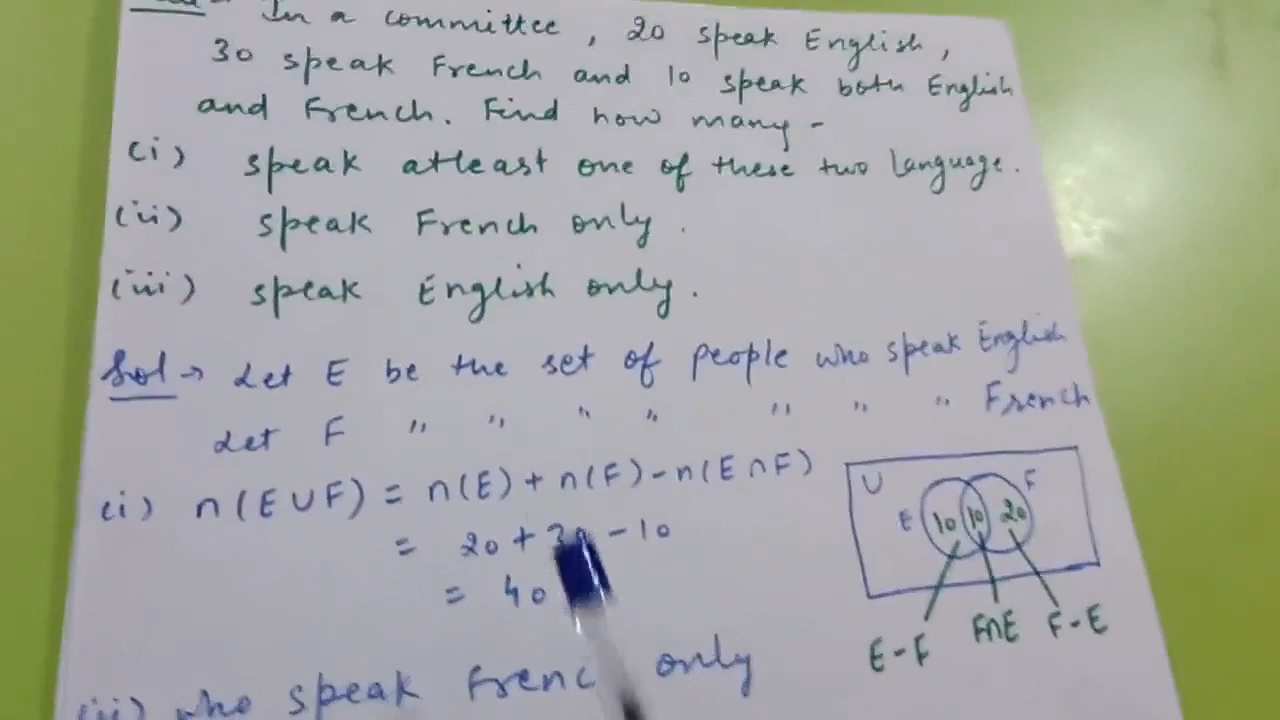 In a committee, 20 speak English,
30 speak French and 10 speak both English
and French. Find how many -
(i) speak atleast one of these two language.
(ii) speak French only.
(iii) speak English only.
Sol → Let E be the set of people who speak English
Let F " " " " " " " French
(i) n(E∪F) = n(E) + n(F) - n(E∩F)
= 20 + 30 - 10
= 40
(ii) who speak Frenc only
U
E F
10 10 20
E-F F∩E F-E